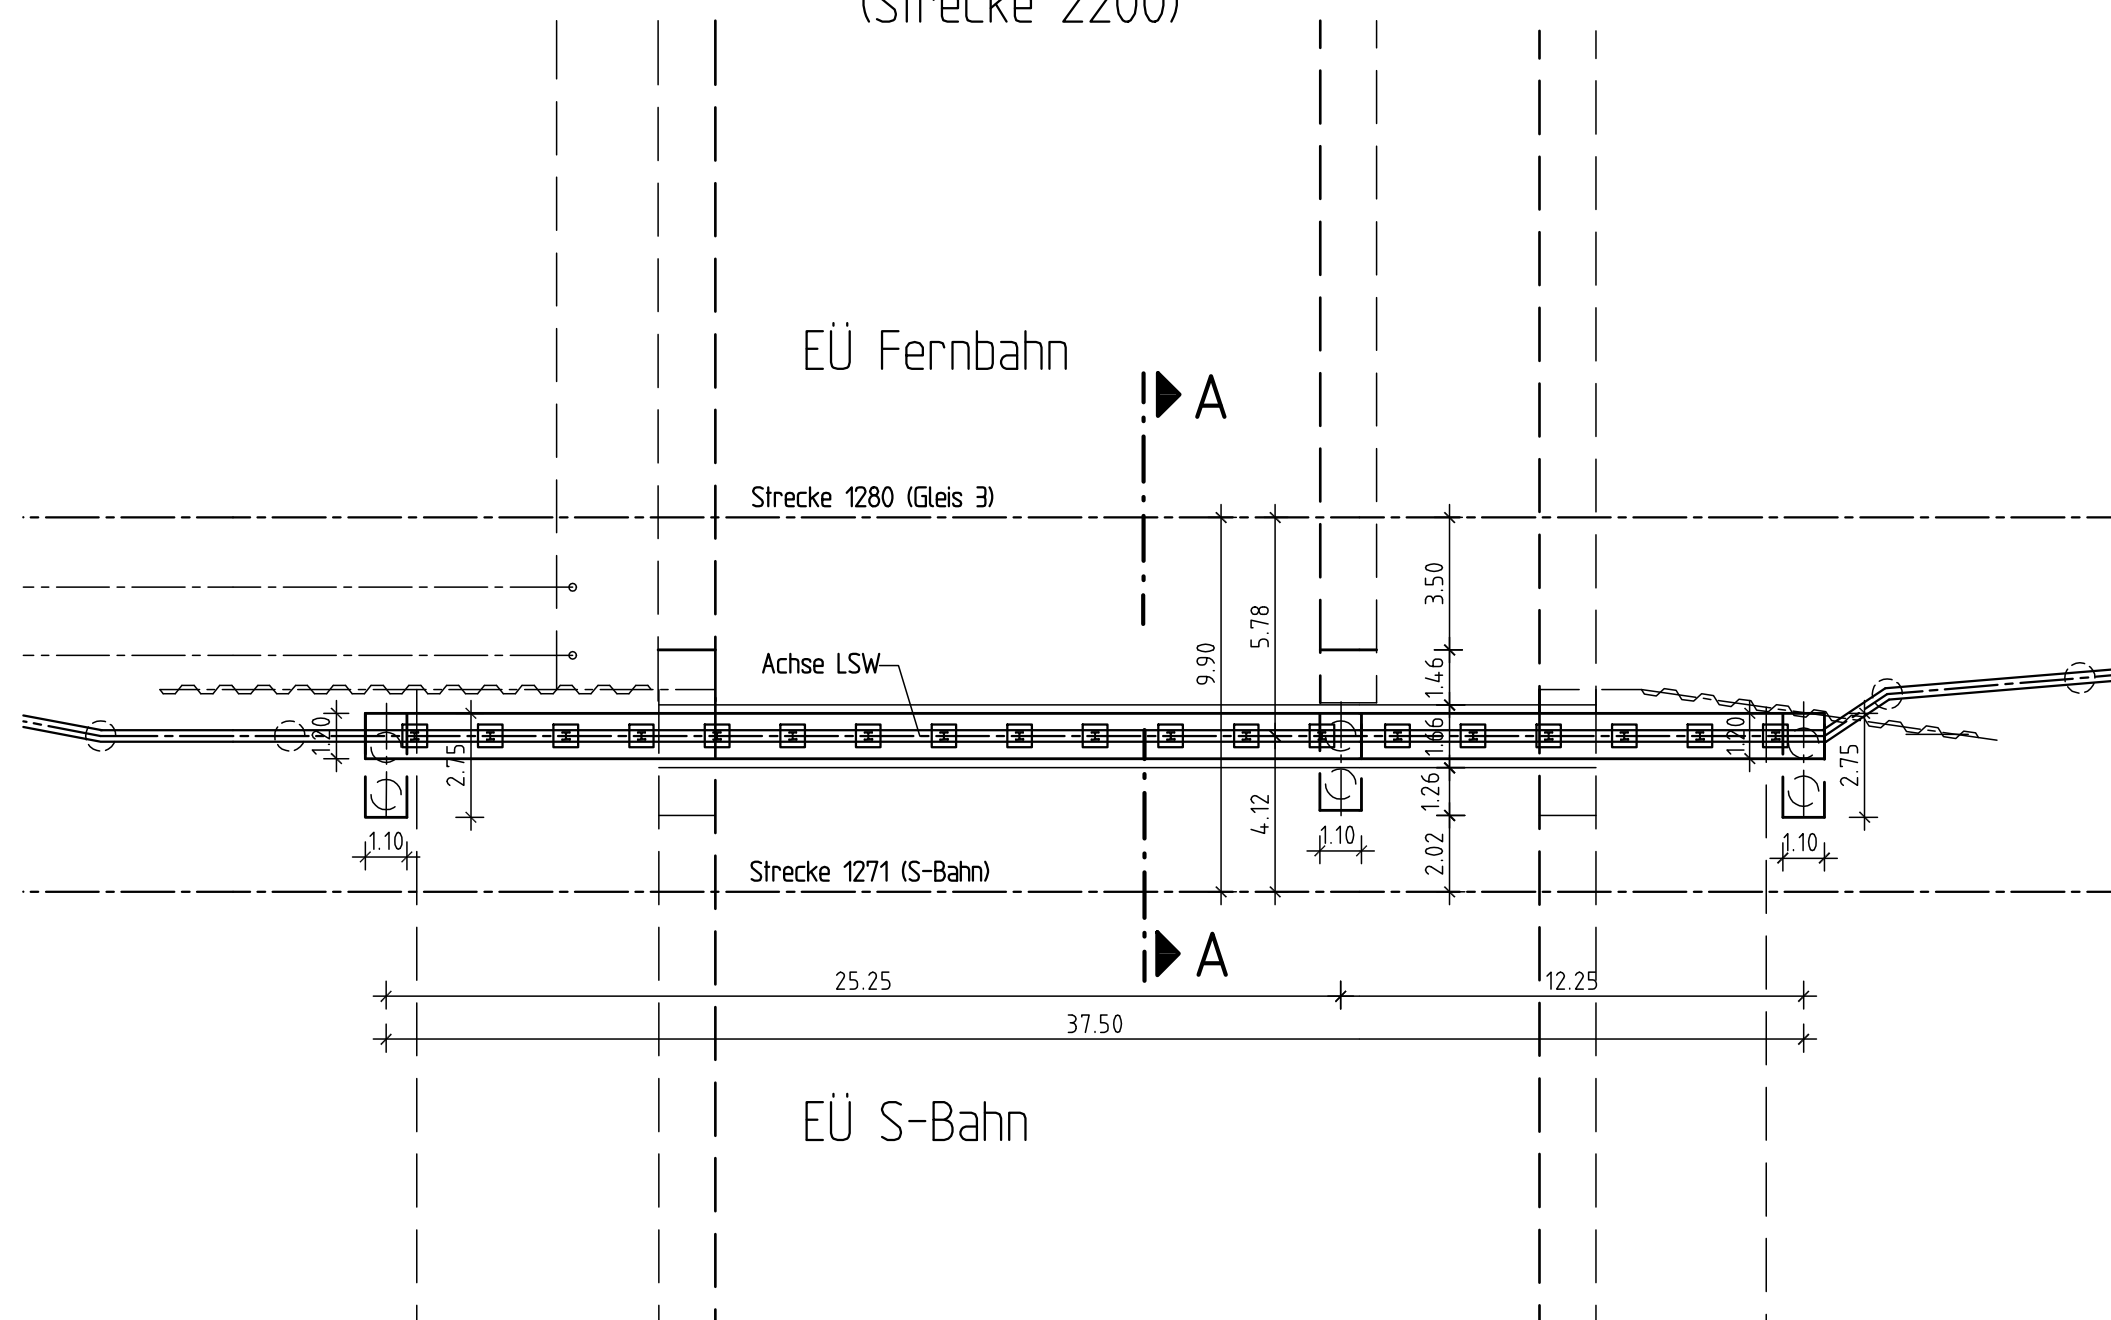 (Strecke 2200)
EÜ Fernbahn
A
Strecke 1280 (Gleis 3)
3.50
5.78
9.90
Achse LSW
1.46
1.20
2.75
1.66
1.20
2.75
1.26
4.12
1.10
1.10
1.10
2.02
Strecke 1271 (S-Bahn)
A
25.25
12.25
37.50
EÜ S-Bahn